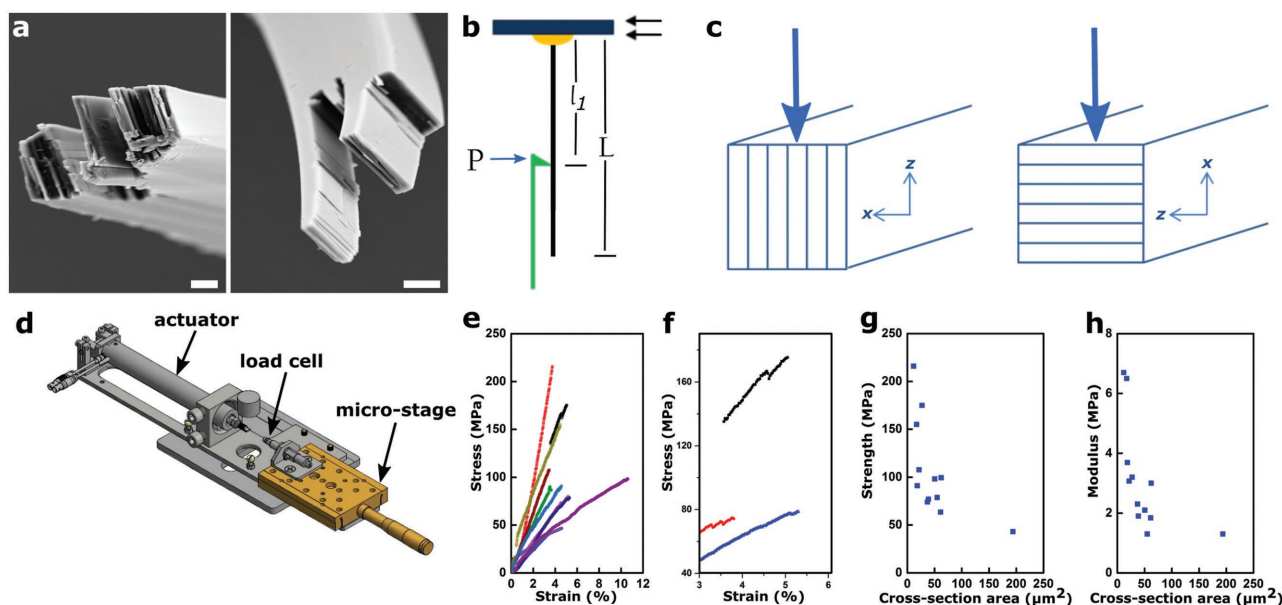 a
b
l1
L
P
c
z
x
x
z
d
actuator
load cell
micro-stage
e
Stress (MPa)
250
200
150
100
50
0
0 2 4 6 8 10 12
Strain (%)
f
Stress (MPa)
160
120
80
40
3 4 5 6
Strain (%)
g
Strength (MPa)
250
200
150
100
50
0
0 50 100 150 200 250
Cross-section area (μm²)
h
Modulus (MPa)
8
6
4
2
0
0 50 100 150 200 250
Cross-section area (μm²)